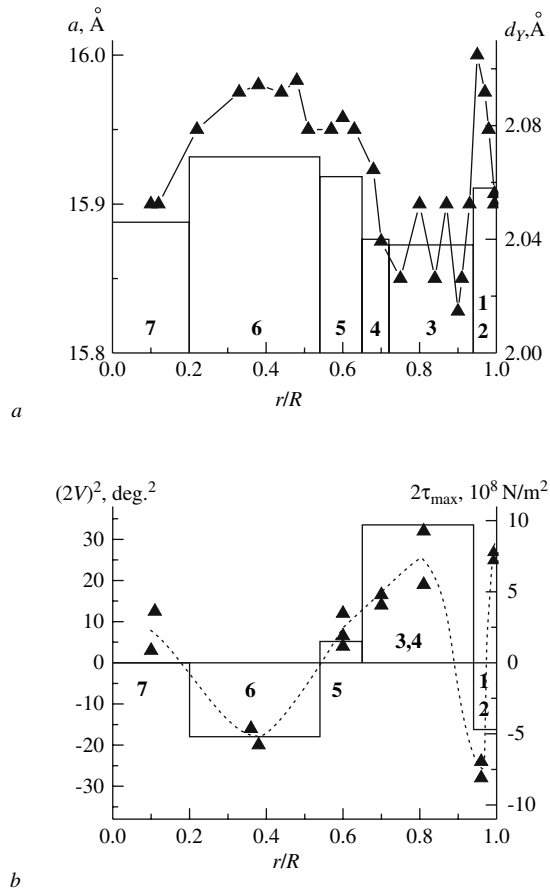 a, Å
d_Y, Å
16.0
2.08
15.9
2.04
1
7 6 5 4 3 2
15.8
2.00
0.0 0.2 0.4 0.6 0.8 1.0
r/R
a
(2V)², deg.²
2τ_max, 10⁸ N/m²
30
10
20
5
10
3,4
0
0
7 6 5 1
2
-10
-5
-20
-30
-10
0.0 0.2 0.4 0.6 0.8 1.0
r/R
b